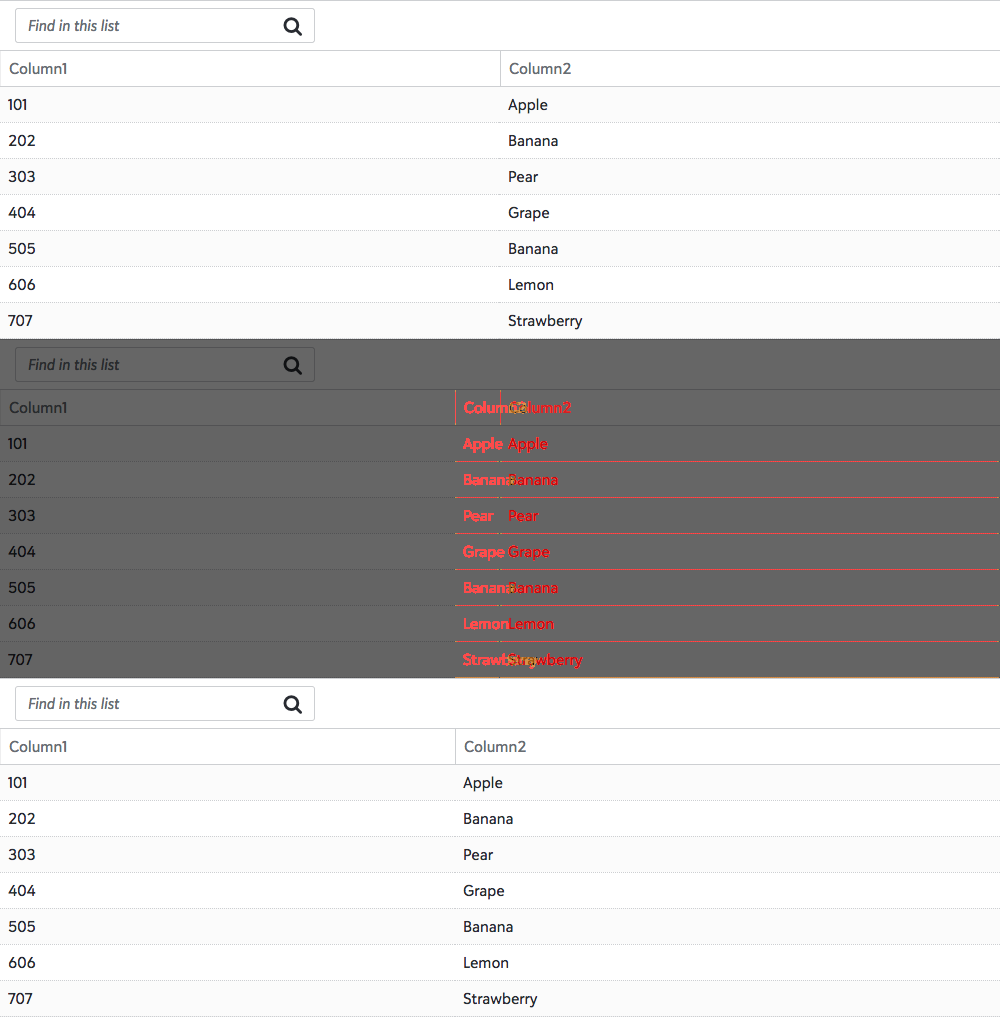 Find in this list
Column1 Column2
101 Apple
202 Banana
303 Pear
404 Grape
505 Banana
606 Lemon
707 Strawberry
Find in this list
Column1 Column2 Column2
101 Apple Apple
202 Banana Banana
303 Pear Pear
404 Grape Grape
505 Banana Banana
606 Lemon Lemon
707 Strawberry Strawberry
Find in this list
Column1 Column2
101 Apple
202 Banana
303 Pear
404 Grape
505 Banana
606 Lemon
707 Strawberry